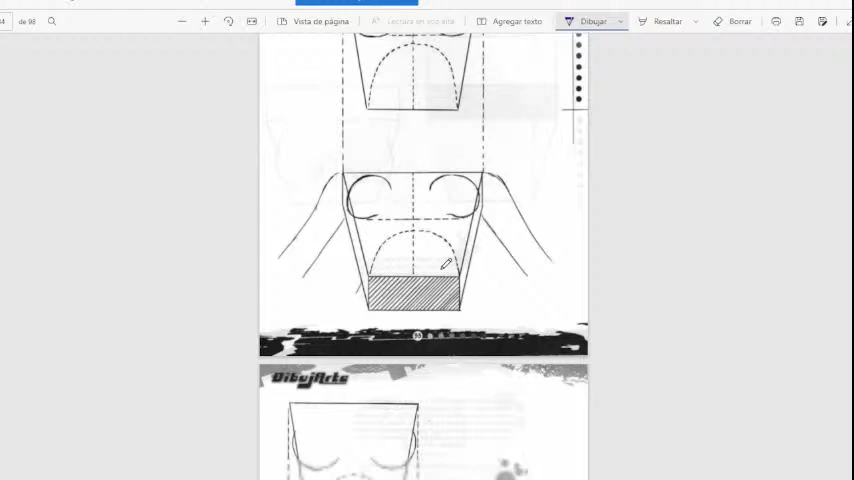 de 98
Vista de página
Lectura en voz alta
Agregar texto
Dibujar
Resaltar
Borrar
DibujArte